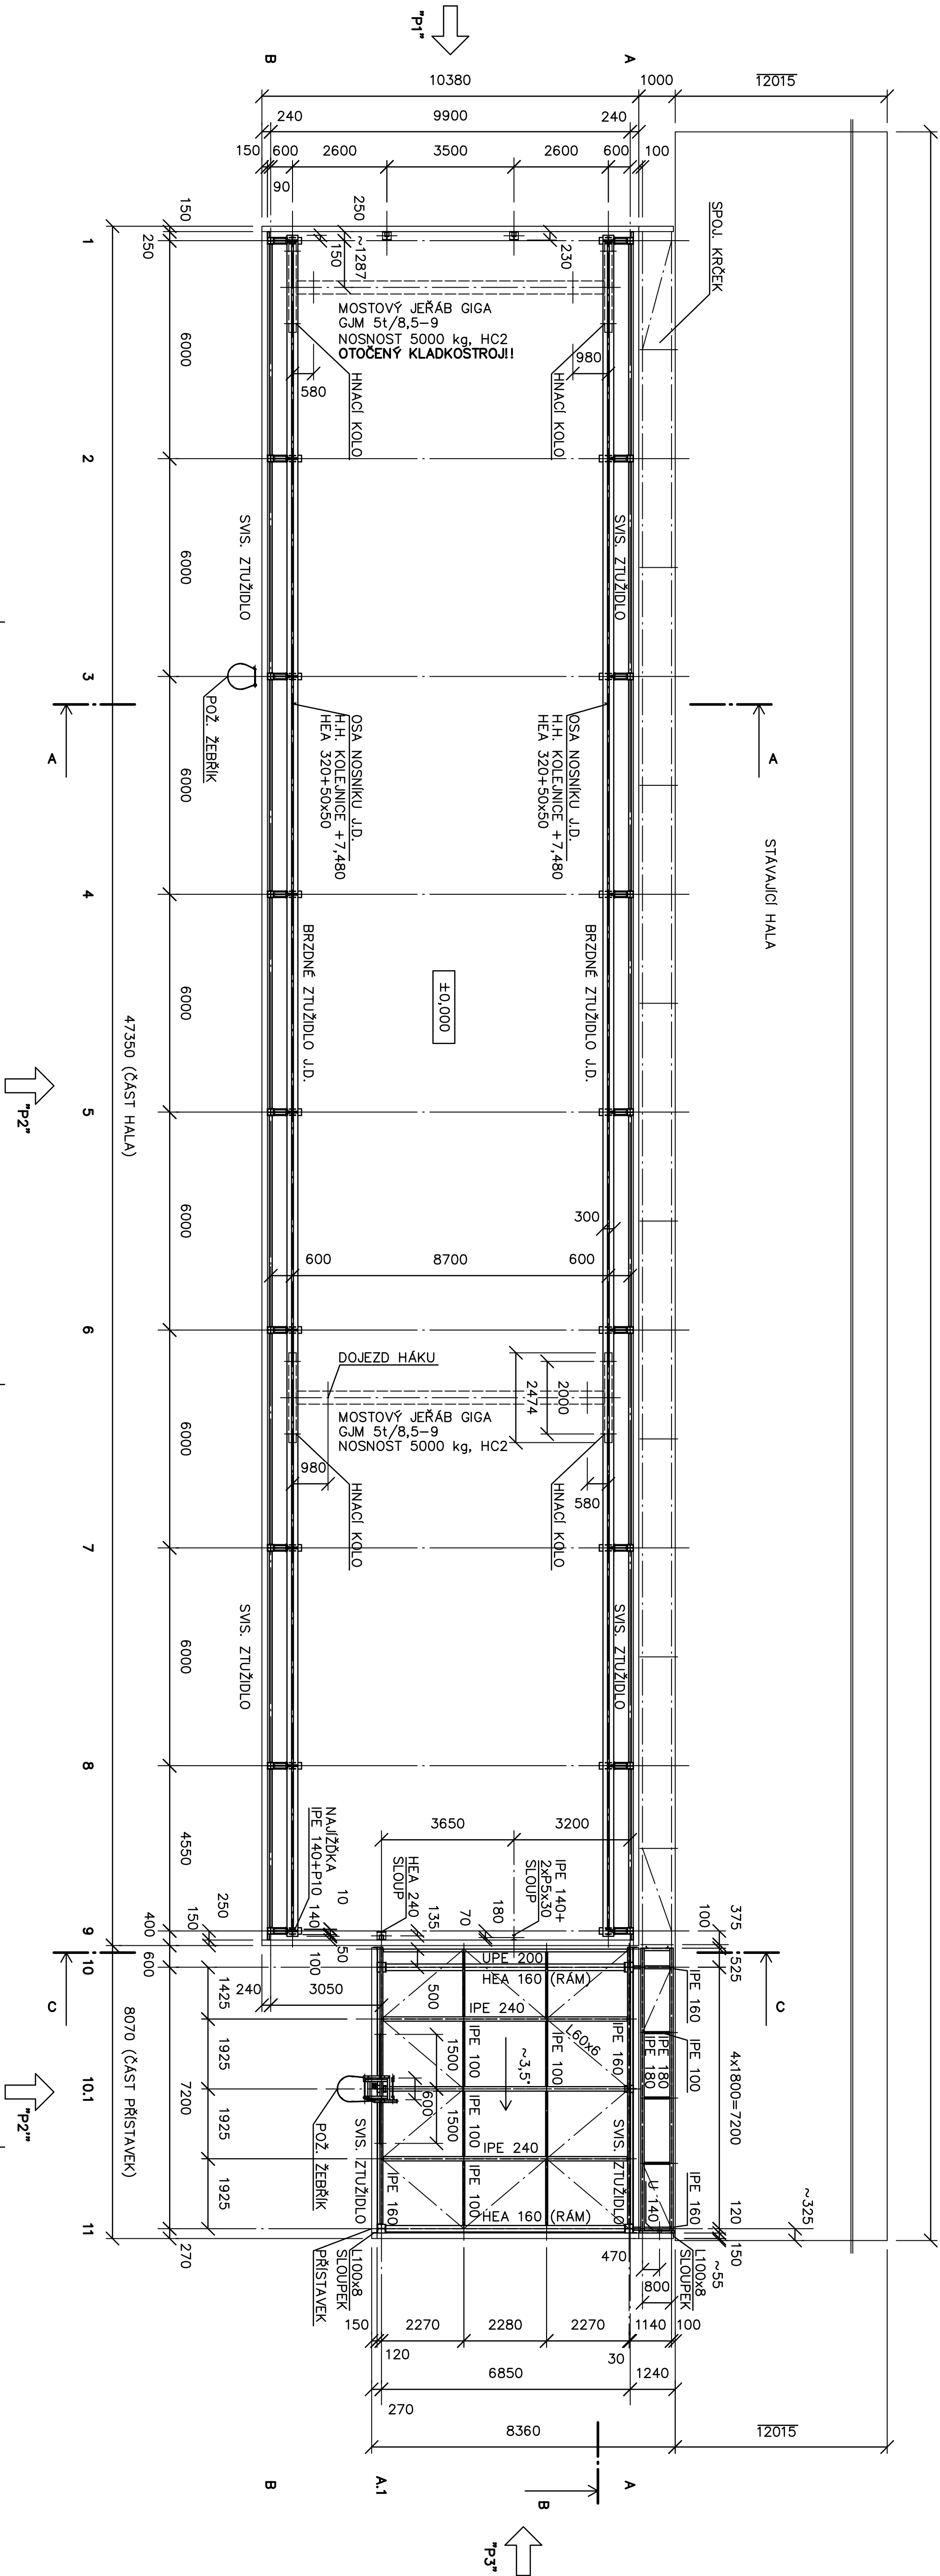 "P1"
B
A
10380
1000
12015
240
9900
240
150
600
2600
3500
2600
600
100
90
150
250
250
150
~1287
230
SPOJ. KRČEK
1
MOSTOVÝ JEŘÁB GIGA
GJM 5t/8,5-9
NOSNOST 5000 kg, HC2
OTOČENÝ KLADKOSTROJ!!
980
580
HNACÍ KOLO
HNACÍ KOLO
6000
2
SVIS. ZTUŽIDLO
SVIS. ZTUŽIDLO
6000
3
POŽ. ŽEBŘÍK
A
A
OSA NOSNÍKU J.D.
H.H. KOLEJNICE +7,480
HEA 320+50x50
OSA NOSNÍKU J.D.
H.H. KOLEJNICE +7,480
HEA 320+50x50
STÁVAJÍCÍ HALA
6000
4
BRZDNÉ ZTUŽIDLO J.D.
BRZDNÉ ZTUŽIDLO J.D.
±0,000
6000
47350 (ČÁST HALA)
"P2"
5
300
6000
600
8700
600
6
DOJEZD HÁKU
2000
2474
MOSTOVÝ JEŘÁB GIGA
GJM 5t/8,5-9
NOSNOST 5000 kg, HC2
980
580
HNACÍ KOLO
HNACÍ KOLO
6000
7
SVIS. ZTUŽIDLO
SVIS. ZTUŽIDLO
6000
8
3650
3200
NAJÍŽĎKA
IPE 140+P10
HEA 240
SLOUP
IPE 140+
2xP5x30
SLOUP
4550
250
150
10
140
50
100
135
70
180
375
100
9
400
10
600
525
C
C
240
3050
500
UPE 200
HEA 160 (RÁM)
IPE 240
L60x6
IPE 160
IPE 160
IPE 100
IPE 180
IPE 180
1425
1925
7200
1925
1925
10.1
1500
600
1500
IPE 100
IPE 100
IPE 100
IPE 100
~3,5°
4x1800=7200
8070 (ČÁST PŘÍSTAVEK)
"P2'"
POŽ. ŽEBŘÍK
SVIS. ZTUŽIDLO
IPE 160
IPE 240
HEA 160 (RÁM)
SVIS. ZTUŽIDLO
U 140
IPE 160
~325
120
150
11
270
PŘÍSTAVEK
L100x8
SLOUPEK
L100x8
SLOUPEK
~55
470
800
150
2270
2280
2270
1140
100
120
30
6850
1240
270
8360
12015
B
A.1
A
B
"P3"